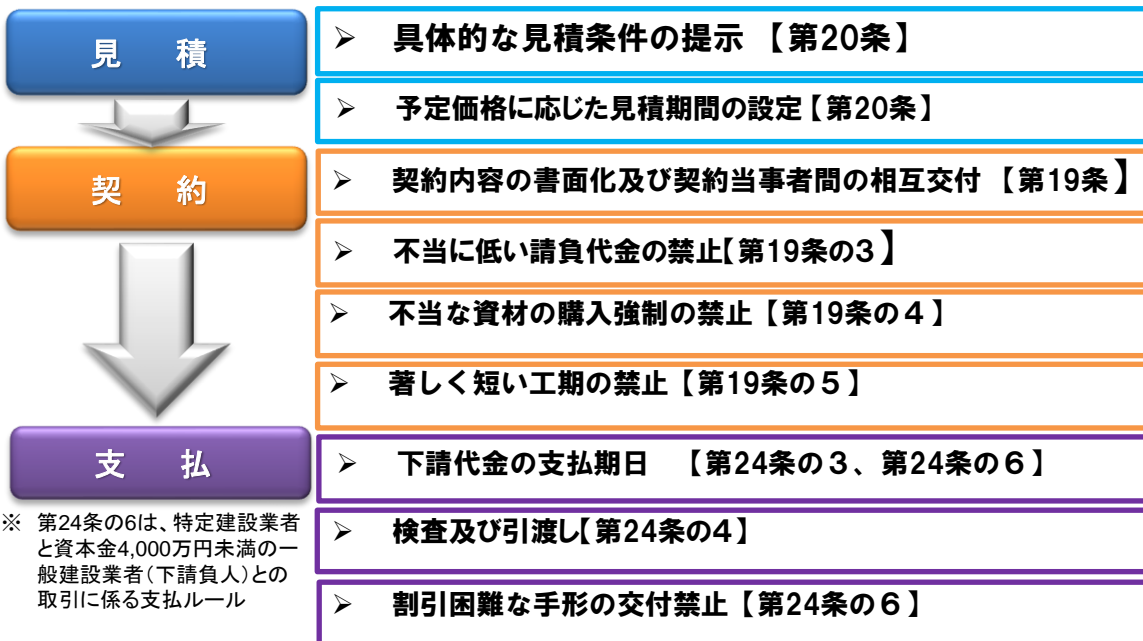 見　積
➢ 具体的な見積条件の提示 【第20条】
➢ 予定価格に応じた見積期間の設定【第20条】
契　約
➢ 契約内容の書面化及び契約当事者間の相互交付 【第19条】
➢ 不当に低い請負代金の禁止【第19条の3】
➢ 不当な資材の購入強制の禁止【第19条の４】
➢ 著しく短い工期の禁止【第19条の５】
支　払
➢ 下請代金の支払期日　【第24条の３、第24条の６】
※ 第24条の6は、特定建設業者
と資本金4,000万円未満の一
般建設業者（下請負人）との
取引に係る支払ルール
➢ 検査及び引渡し【第24条の4】
➢ 割引困難な手形の交付禁止【第24条の６】